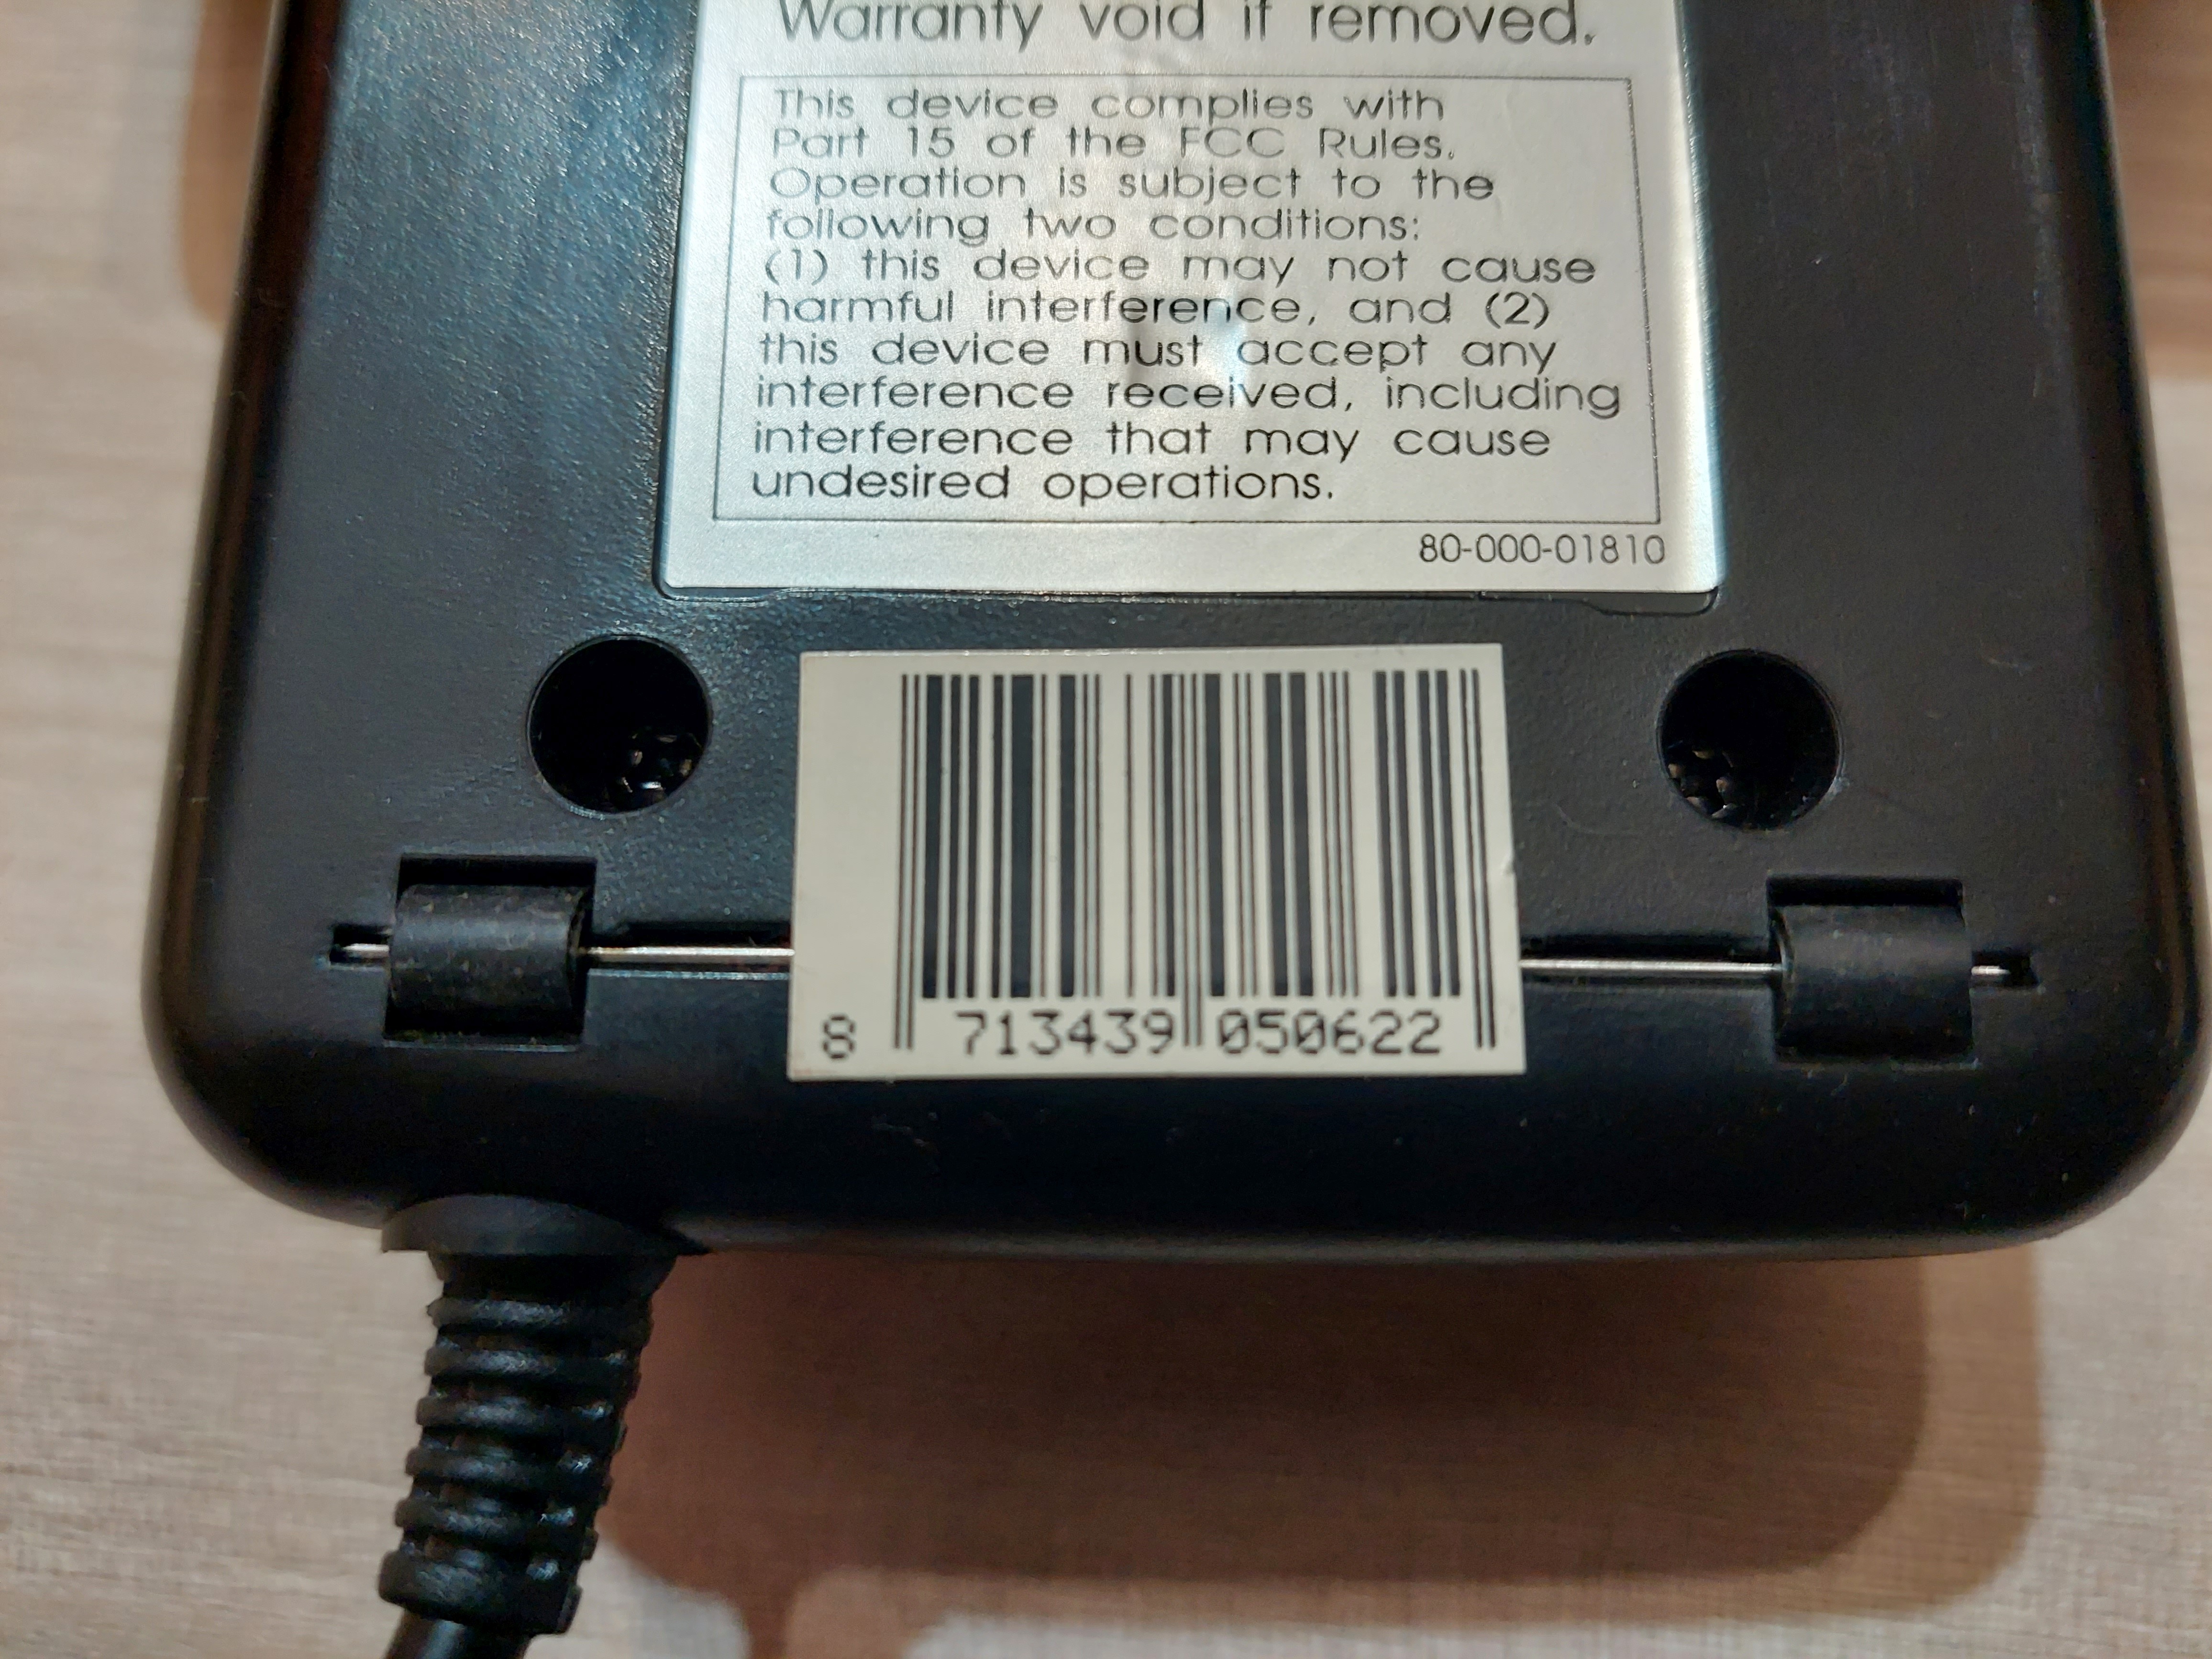 Warranty void if removed.
This device complies with
Part 15 of the FCC Rules.
Operation is subject to the
following two conditions:
(1) this device may not cause
harmful interference, and (2)
this device must accept any
interference received, including
interference that may cause
undesired operations.
80-000-01810
8 713439 050622